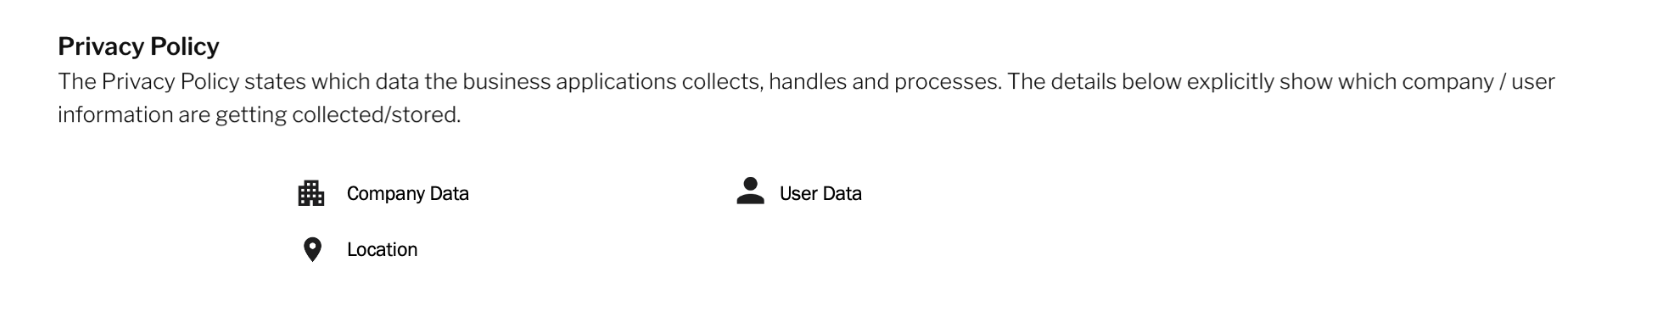 Privacy Policy
The Privacy Policy states which data the business applications collects, handles and processes. The details below explicitly show which company / user
information are getting collected/stored.
Company Data
User Data
Location